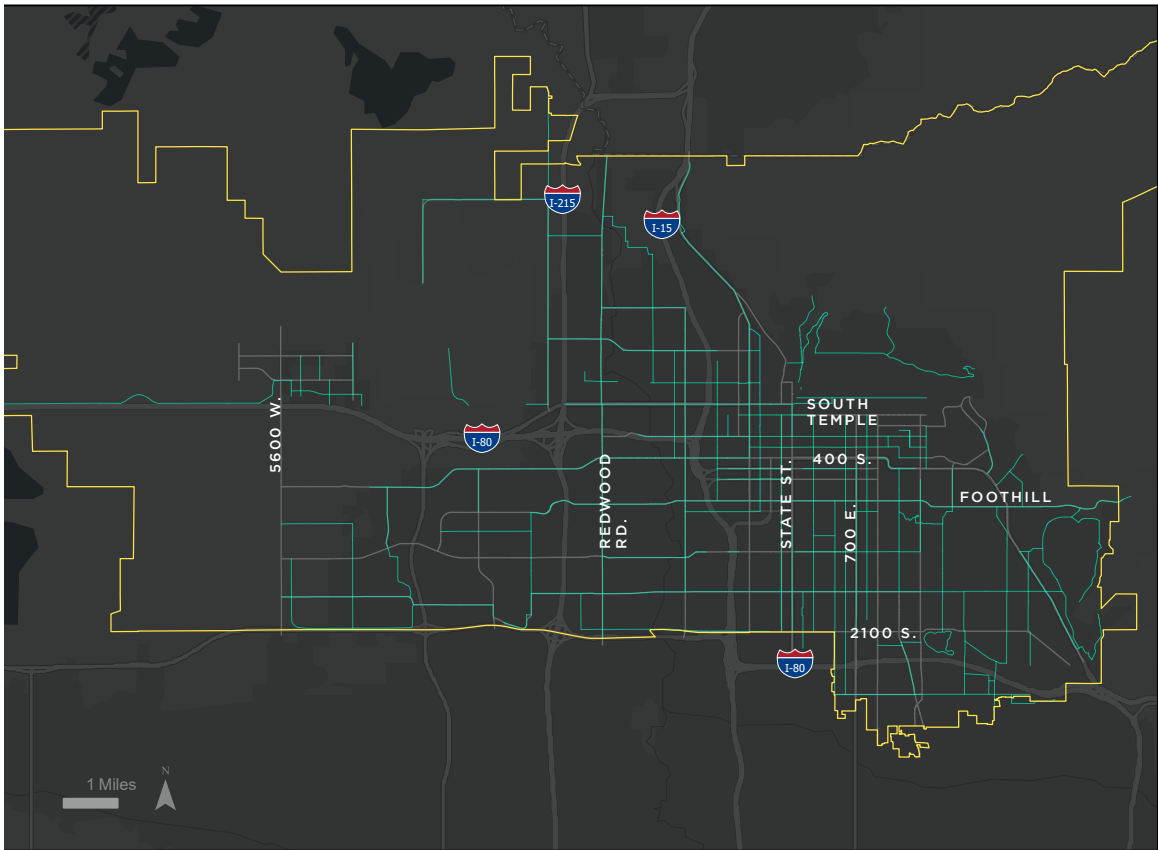 I-215
I-15
5600 W.
I-80
SOUTH
TEMPLE
400 S.
REDWOOD
RD.
STATE ST.
700 E.
FOOTHILL
2100 S.
I-80
1 Miles
N